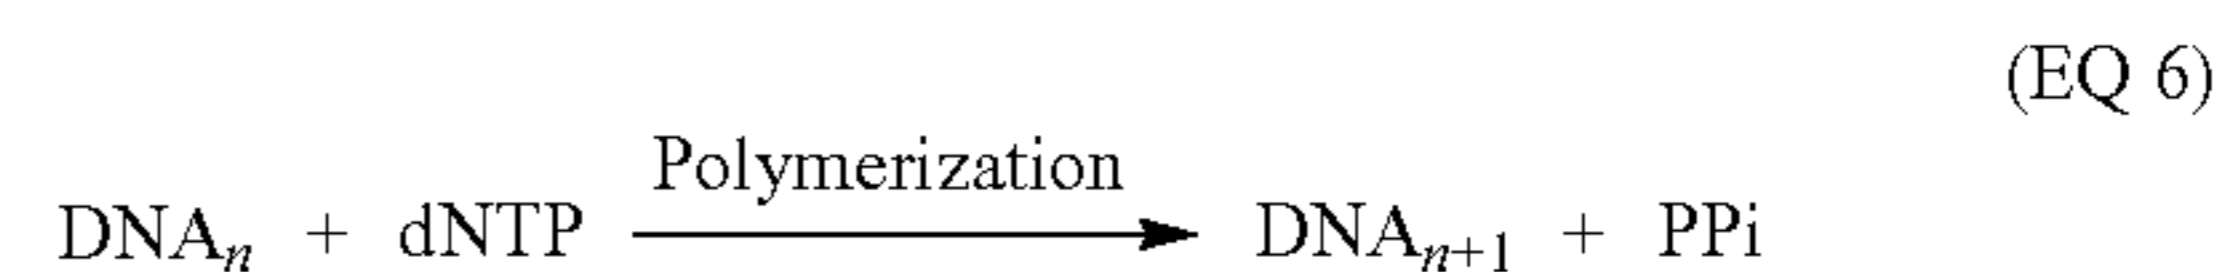 (EQ 6)
Polymerization
DNAₙ + dNTP ⟶ DNAₙ₊₁ + PPi